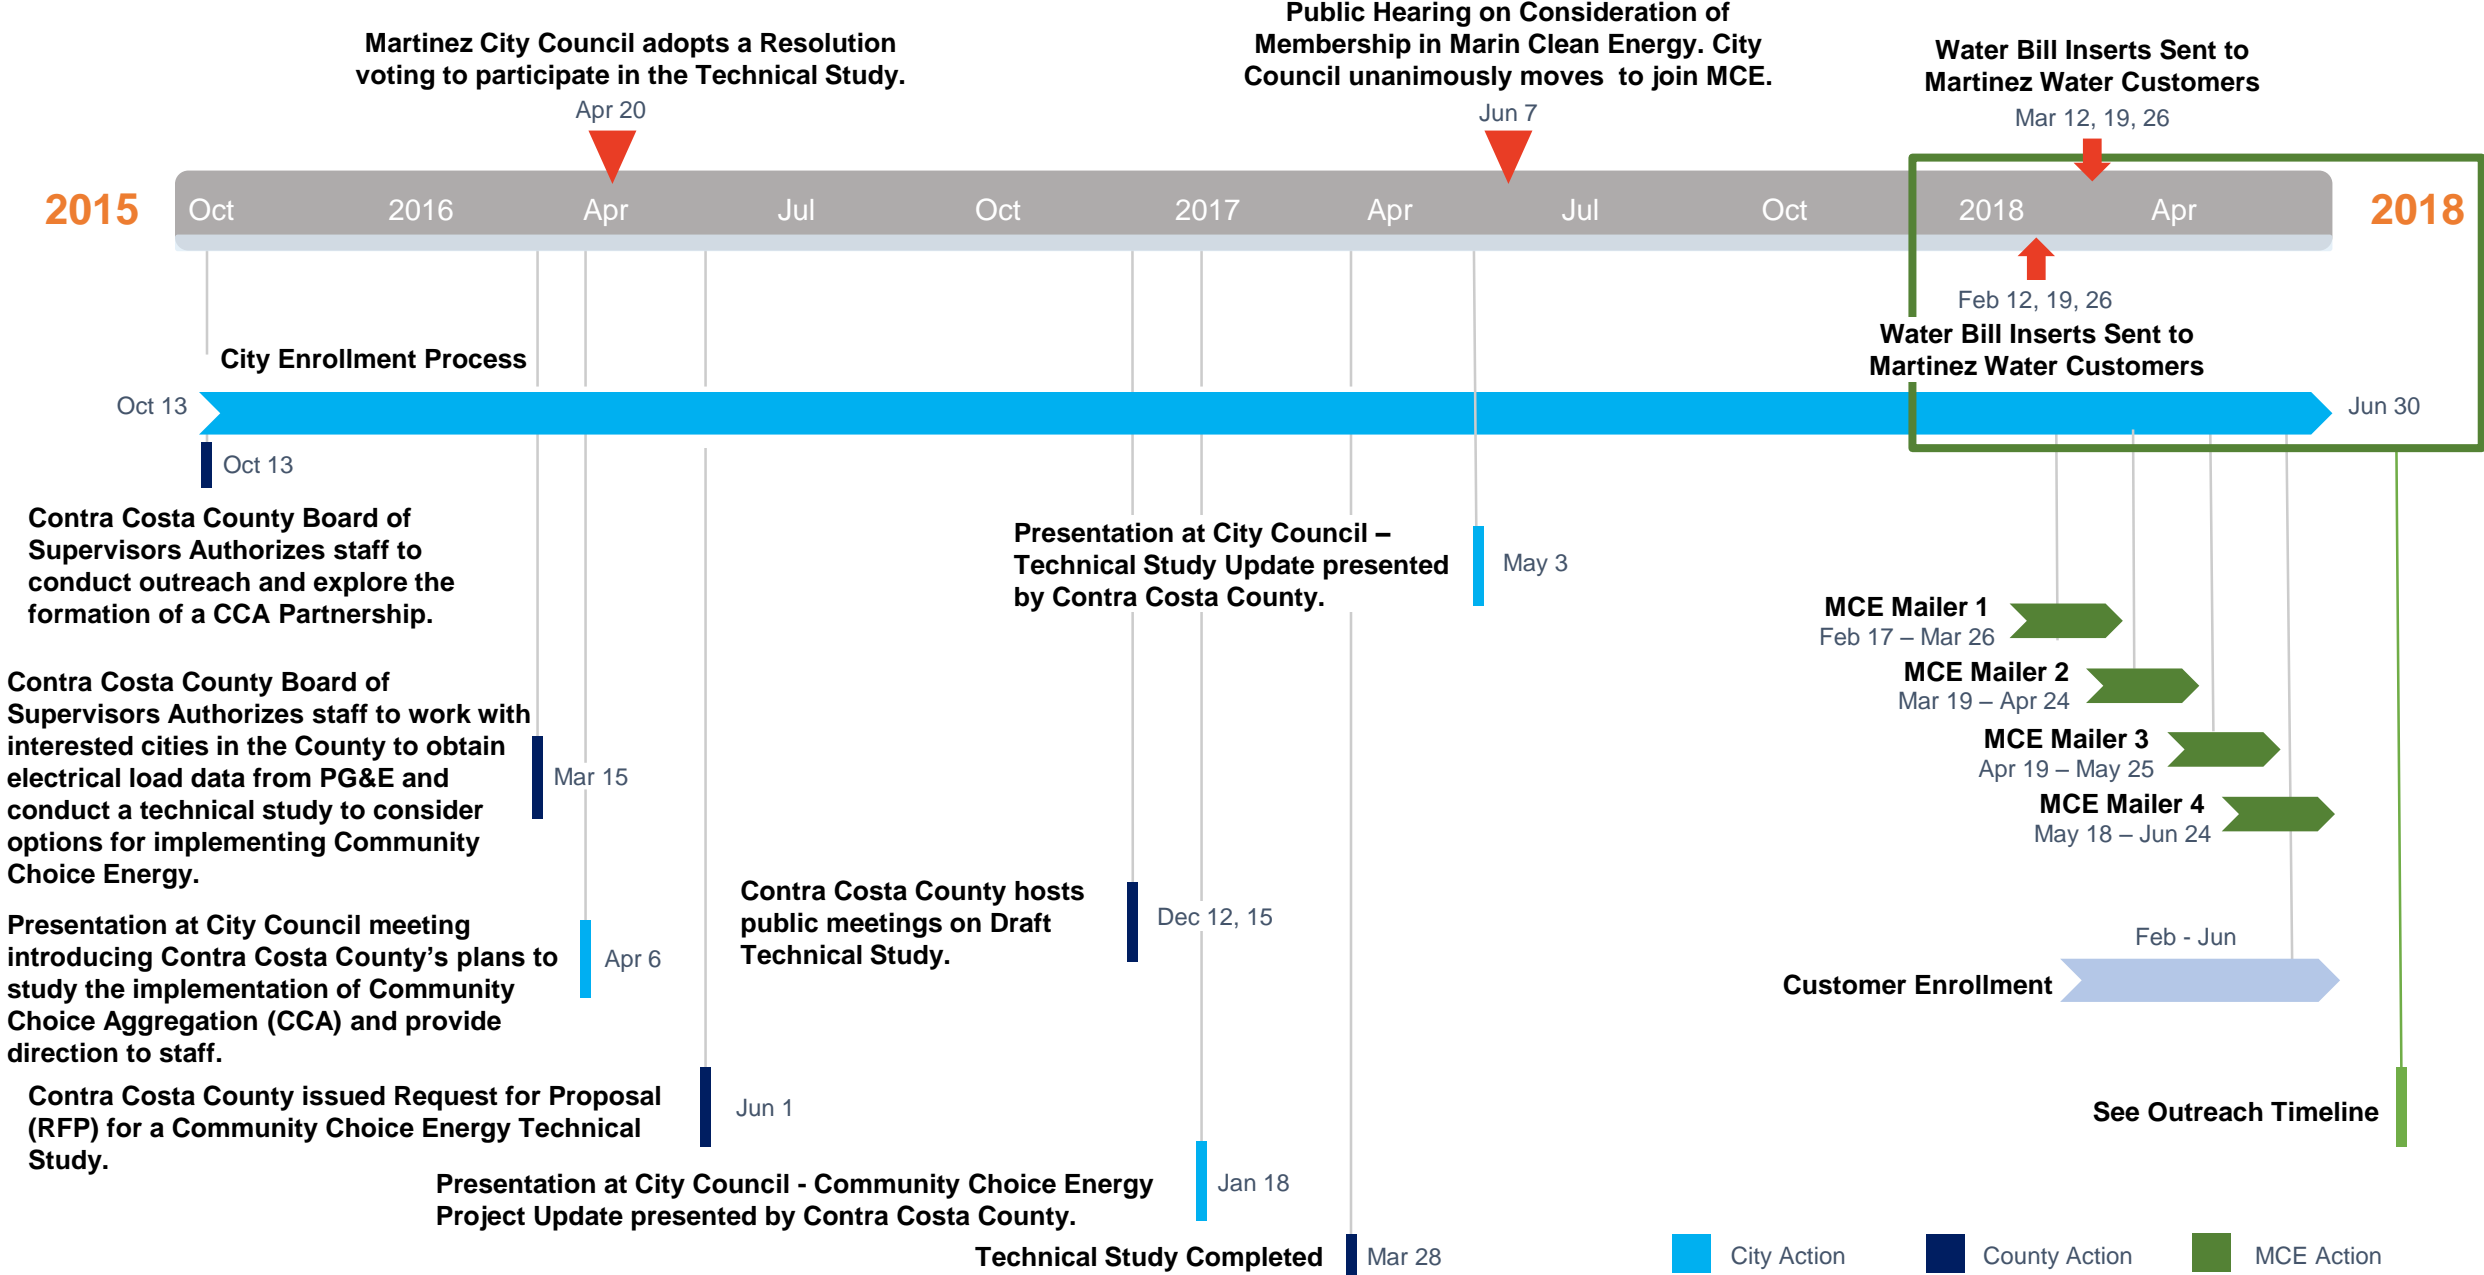 Martinez City Council adopts a Resolution
voting to participate in the Technical Study.
Apr 20
Public Hearing on Consideration of
Membership in Marin Clean Energy. City
Council unanimously moves  to join MCE.
Jun 7
Water Bill Inserts Sent to
Martinez Water Customers
Mar 12, 19, 26
2015
Oct
2016
Apr
Jul
Oct
2017
Apr
Jul
Oct
2018
Apr
2018
Feb 12, 19, 26
Water Bill Inserts Sent to
Martinez Water Customers
City Enrollment Process
Oct 13
Jun 30
Oct 13
Contra Costa County Board of
Supervisors Authorizes staff to
conduct outreach and explore the
formation of a CCA Partnership.
Presentation at City Council –
Technical Study Update presented
by Contra Costa County.
May 3
MCE Mailer 1
Feb 17 – Mar 26
MCE Mailer 2
Mar 19 – Apr 24
MCE Mailer 3
Apr 19 – May 25
MCE Mailer 4
May 18 – Jun 24
Contra Costa County Board of
Supervisors Authorizes staff to work with
interested cities in the County to obtain
electrical load data from PG&E and
conduct a technical study to consider
options for implementing Community
Choice Energy.
Mar 15
Contra Costa County hosts
public meetings on Draft
Technical Study.
Dec 12, 15
Feb - Jun
Customer Enrollment
Presentation at City Council meeting
introducing Contra Costa County’s plans to
study the implementation of Community
Choice Aggregation (CCA) and provide
direction to staff.
Apr 6
Contra Costa County issued Request for Proposal
(RFP) for a Community Choice Energy Technical
Study.
Jun 1
See Outreach Timeline
Presentation at City Council - Community Choice Energy
Project Update presented by Contra Costa County.
Jan 18
Technical Study Completed
Mar 28
City Action
County Action
MCE Action